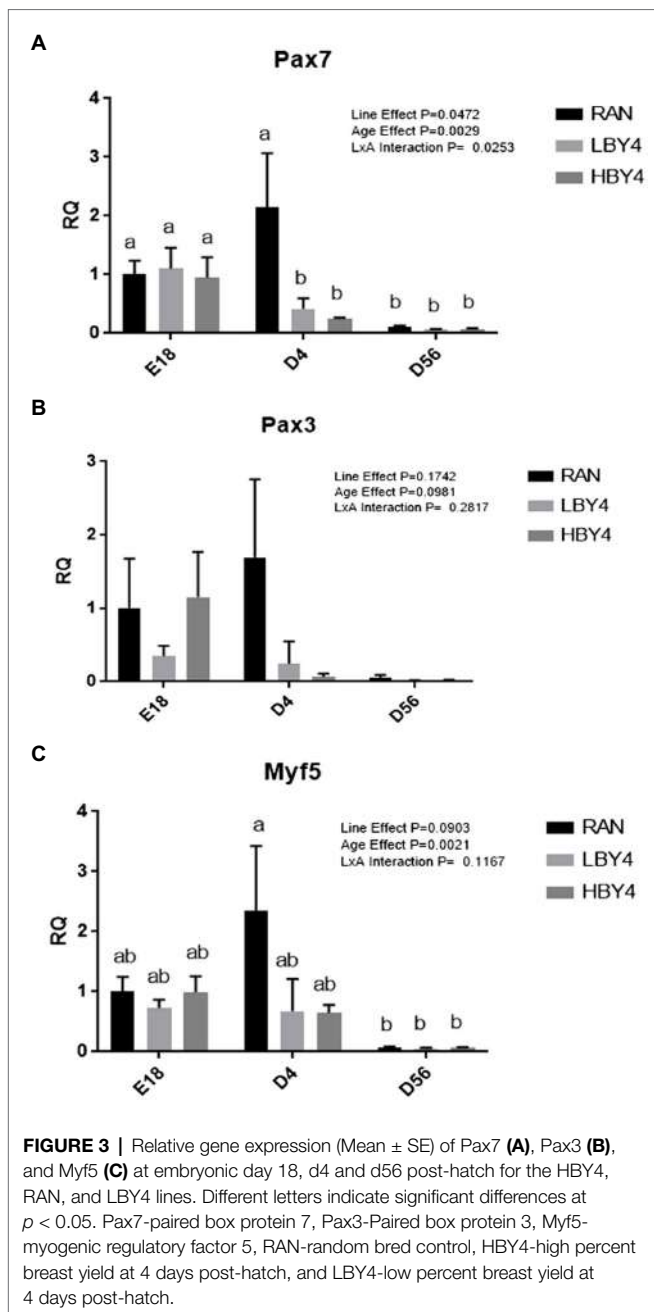 A
Pax7
4
3
2
1
0
RQ
Line Effect P=0.0472
Age Effect P=0.0029
LxA Interaction P= 0.0253
RAN
LBY4
HBY4
a a a
a b b
b b b
E18 D4 D56
B
Pax3
3
2
1
0
RQ
Line Effect P=0.1742
Age Effect P=0.0981
LxA Interaction P= 0.2817
RAN
LBY4
HBY4
E18 D4 D56
C
Myf5
4
3
2
1
0
RQ
Line Effect P=0.0903
Age Effect P=0.0021
LxA Interaction P= 0.1167
RAN
LBY4
HBY4
ab ab ab
a ab ab
b b b
E18 D4 D56
FIGURE 3 | Relative gene expression (Mean ± SE) of Pax7 (A), Pax3 (B),
and Myf5 (C) at embryonic day 18, d4 and d56 post-hatch for the HBY4,
RAN, and LBY4 lines. Different letters indicate significant differences at
p < 0.05. Pax7-paired box protein 7, Pax3-Paired box protein 3, Myf5-
myogenic regulatory factor 5, RAN-random bred control, HBY4-high percent
breast yield at 4 days post-hatch, and LBY4-low percent breast yield at
4 days post-hatch.